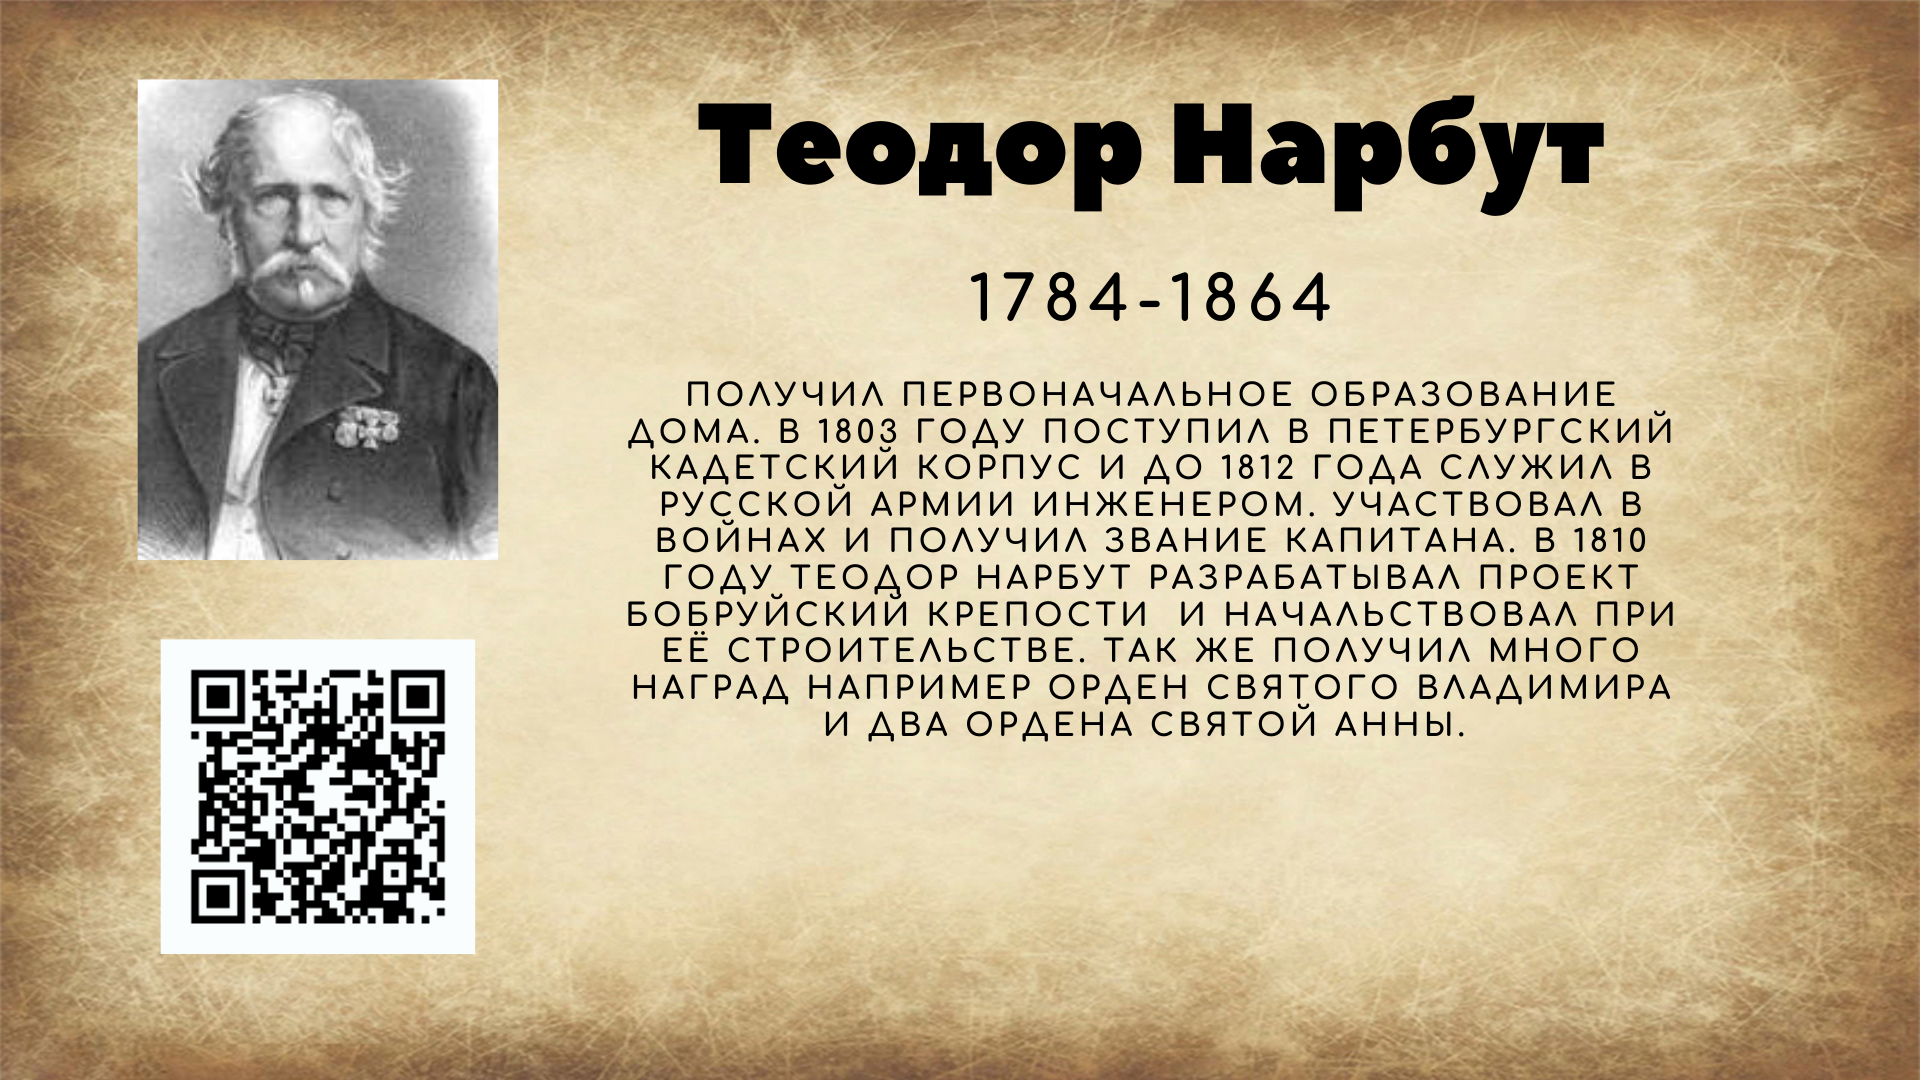 Теодор Нарбут
1784-1864
ПОЛУЧИЛ ПЕРВОНАЧАЛЬНОЕ ОБРАЗОВАНИЕ
ДОМА. В 1803 ГОДУ ПОСТУПИЛ В ПЕТЕРБУРГСКИЙ
КАДЕТСКИЙ КОРПУС И ДО 1812 ГОДА СЛУЖИЛ В
РУССКОЙ АРМИИ ИНЖЕНЕРОМ. УЧАСТВОВАЛ В
ВОЙНАХ И ПОЛУЧИЛ ЗВАНИЕ КАПИТАНА. В 1810
ГОДУ ТЕОДОР НАРБУТ РАЗРАБАТЫВАЛ ПРОЕКТ
БОБРУЙСКИЙ КРЕПОСТИ И НАЧАЛЬСТВОВАЛ ПРИ
ЕЁ СТРОИТЕЛЬСТВЕ. ТАК ЖЕ ПОЛУЧИЛ МНОГО
НАГРАД НАПРИМЕР ОРДЕН СВЯТОГО ВЛАДИМИРА
И ДВА ОРДЕНА СВЯТОЙ АННЫ.